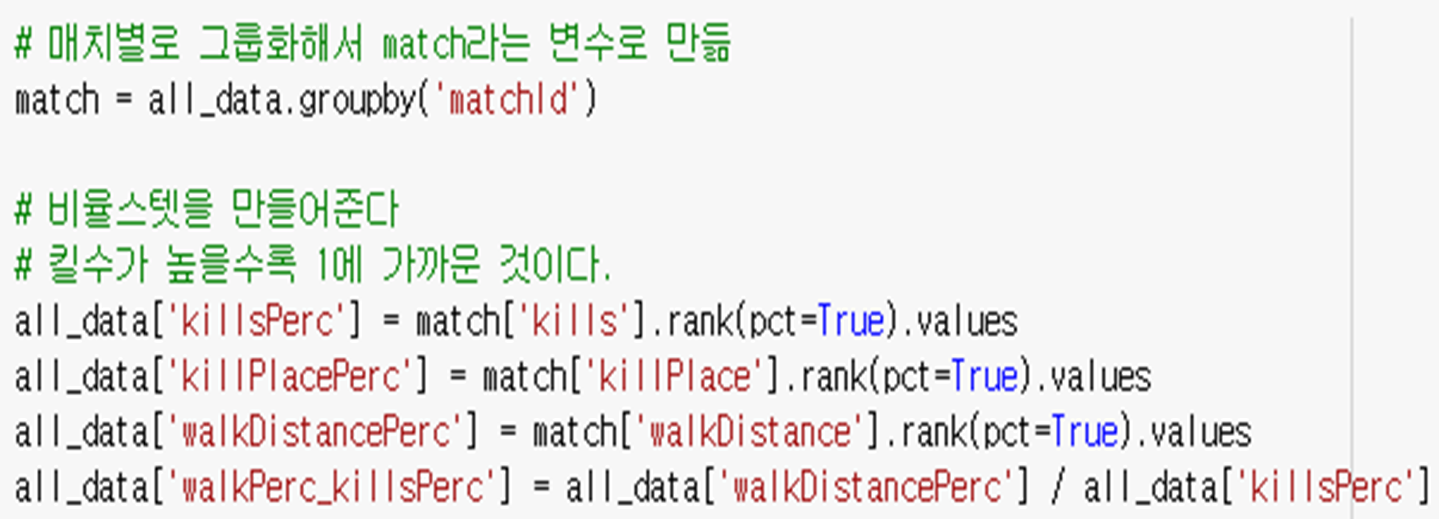 # 매치별로 그룹화해서 match라는 변수로 만듦
match = all_data.groupby('matchId')
# 비율스텟을 만들어준다
# 킬수가 높을수록 1에 가까운 것이다.
all_data['killsPerc'] = match['kills'].rank(pct=True).values
all_data['killPlacePerc'] = match['killPlace'].rank(pct=True).values
all_data['walkDistancePerc'] = match['walkDistance'].rank(pct=True).values
all_data['walkPerc_killsPerc'] = all_data['walkDistancePerc'] / all_data['killsPerc']